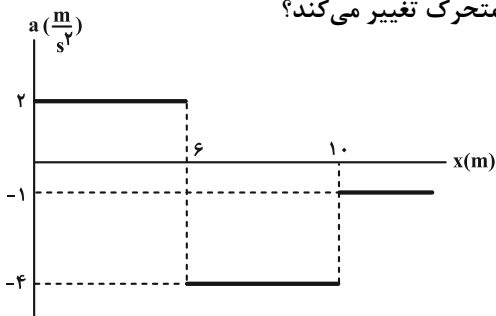 متحرک تغییر می‌کند؟
a (m/s²)
۲
۶
۱۰
x(m)
-۱
-۴